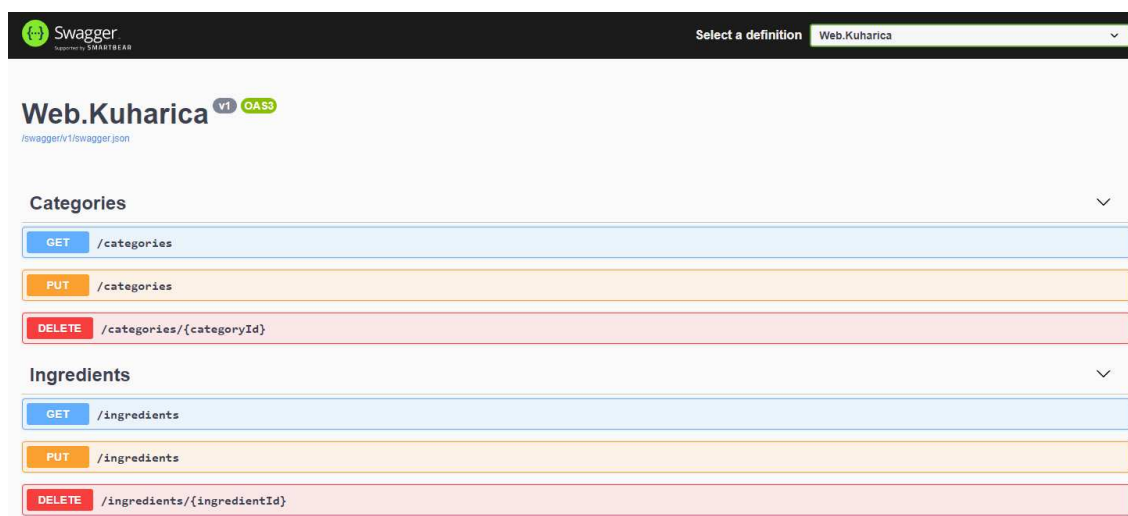 Swagger
Supported by SMARTBEAR
Select a definition
Web.Kuharica
Web.Kuharica v1 OAS3
/swagger/v1/swagger.json
Categories
GET /categories
PUT /categories
DELETE /categories/{categoryId}
Ingredients
GET /ingredients
PUT /ingredients
DELETE /ingredients/{ingredientId}